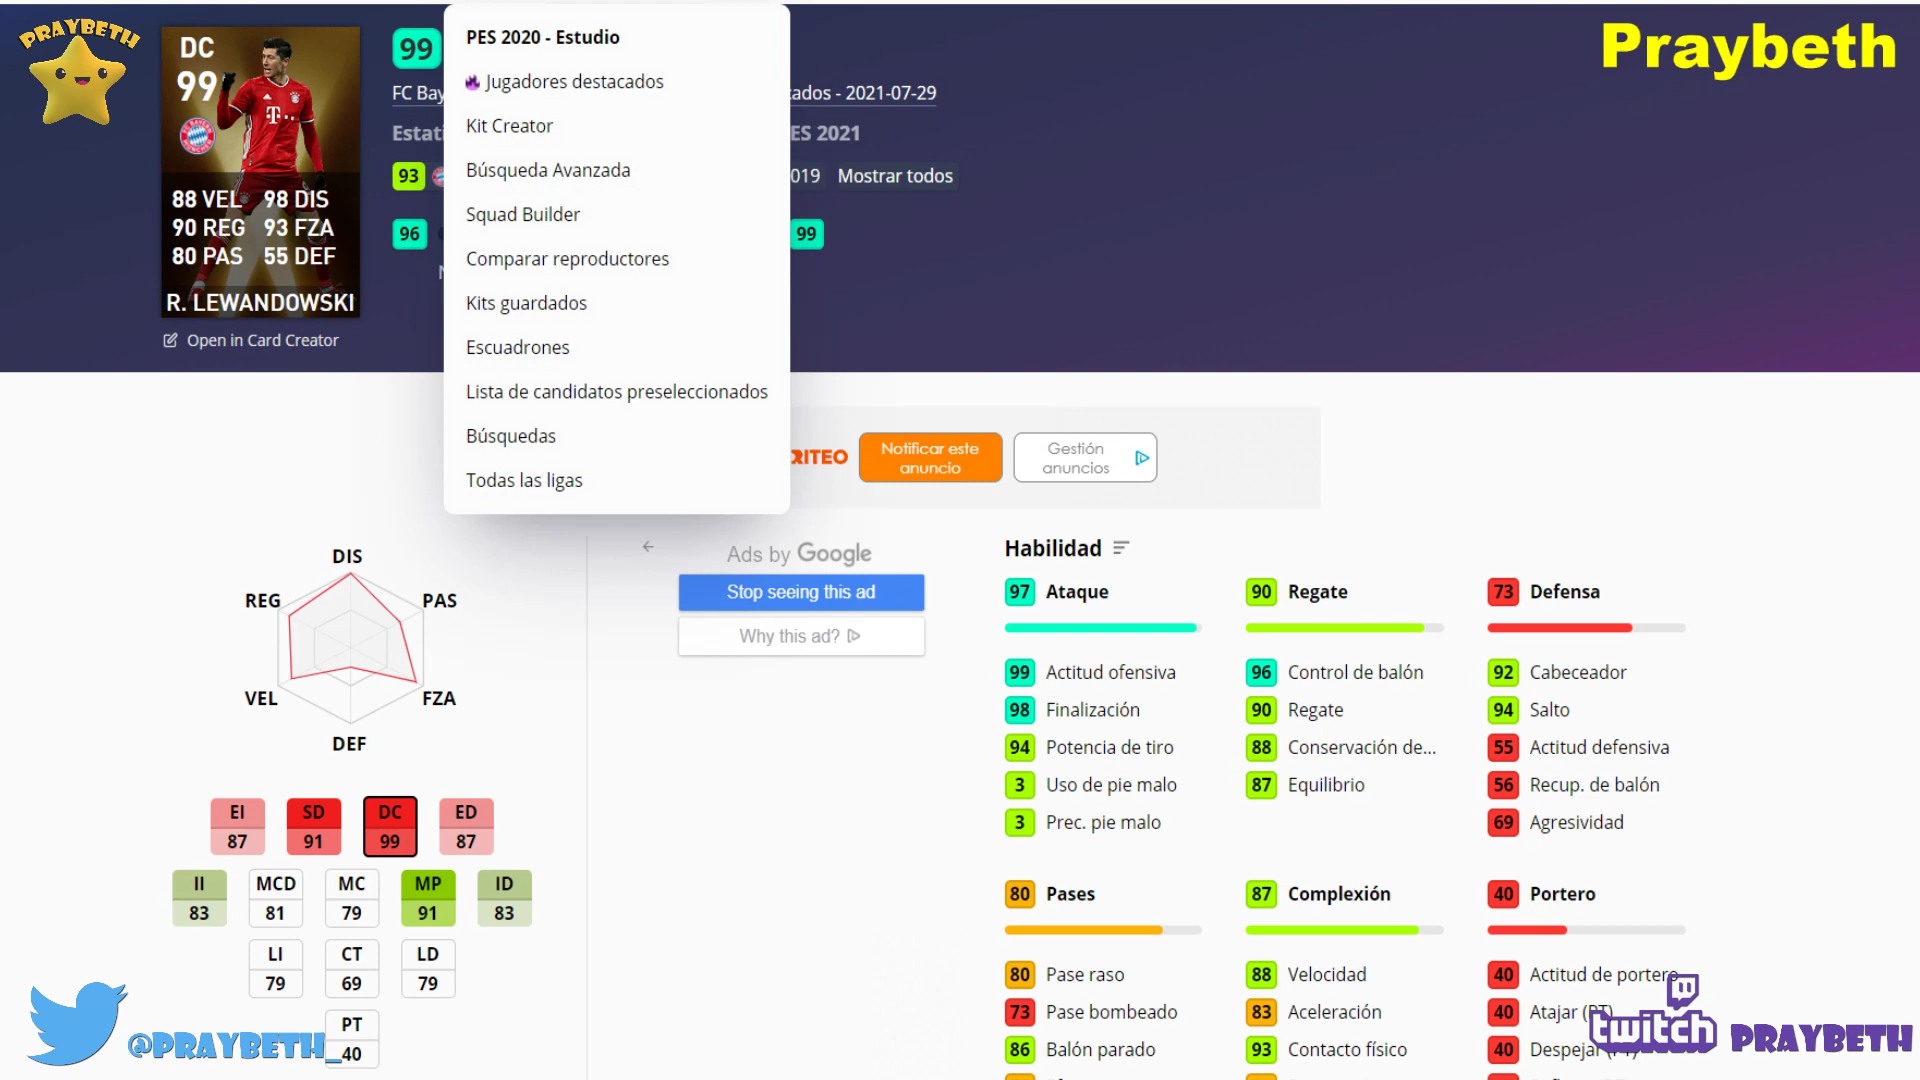 PRAYBETH
DC
99
88 VEL 98 DIS
90 REG 93 FZA
80 PAS 55 DEF
R. LEWANDOWSKI
Open in Card Creator
99
FC Bay
ados - 2021-07-29
Estati
ES 2021
93
019 Mostrar todos
96
99
PES 2020 - Estudio
Jugadores destacados
Kit Creator
Búsqueda Avanzada
Squad Builder
Comparar reproductores
Kits guardados
Escuadrones
Lista de candidatos preseleccionados
Búsquedas
Todas las ligas
Praybeth
RITEO
Notificar este
anuncio
Gestión
anuncios
Ads by Google
Stop seeing this ad
Why this ad?
DIS
REG
PAS
VEL
FZA
DEF
EI
87
SD
91
DC
99
ED
87
II
83
MCD
81
MC
79
MP
91
ID
83
LI
79
CT
69
LD
79
PT
40
Habilidad
97 Ataque
99 Actitud ofensiva
98 Finalización
94 Potencia de tiro
3 Uso de pie malo
3 Prec. pie malo
90 Regate
96 Control de balón
90 Regate
88 Conservación de...
87 Equilibrio
73 Defensa
92 Cabeceador
94 Salto
55 Actitud defensiva
56 Recup. de balón
69 Agresividad
80 Pases
80 Pase raso
73 Pase bombeado
86 Balón parado
87 Complexión
88 Velocidad
83 Aceleración
93 Contacto físico
40 Portero
40 Actitud de portero
40 Atajar (PT)
40 Despejar
@PRAYBETH_
twitch PRAYBETH